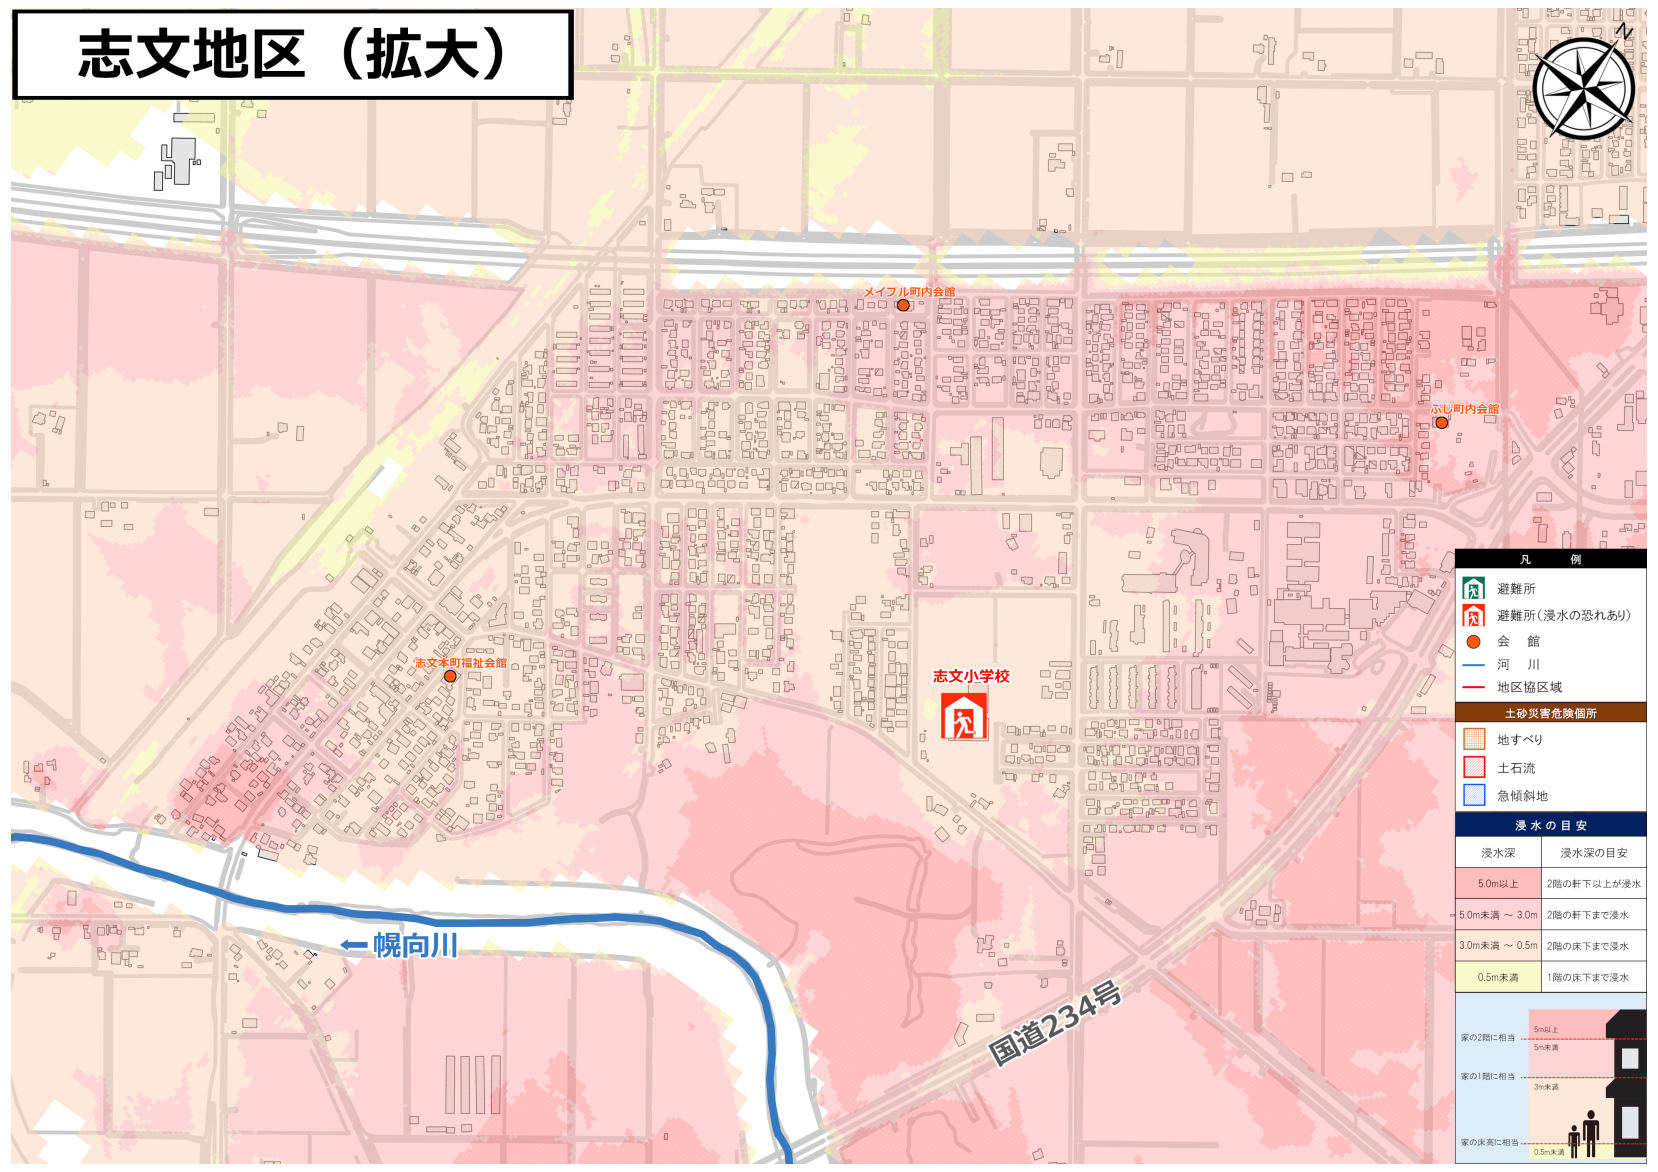 志文地区（拡大）
N
メイプル町内会館
ふじ町内会館
志文本町福祉会館
志文小学校
←幌向川
国道234号
凡　例
避難所
避難所（浸水の恐れあり）
会　館
河　川
地区協区域
土砂災害危険個所
地すべり
土石流
急傾斜地
浸水の目安
浸水深 浸水深の目安
5.0m以上 2階の軒下以上が浸水
5.0m未満 ～ 3.0m 2階の軒下まで浸水
3.0m未満 ～ 0.5m 2階の床下まで浸水
0.5m未満 1階の床下まで浸水
5m以上
家の2階に相当
5m未満
家の1階に相当
3m未満
家の床高に相当
0.5m未満